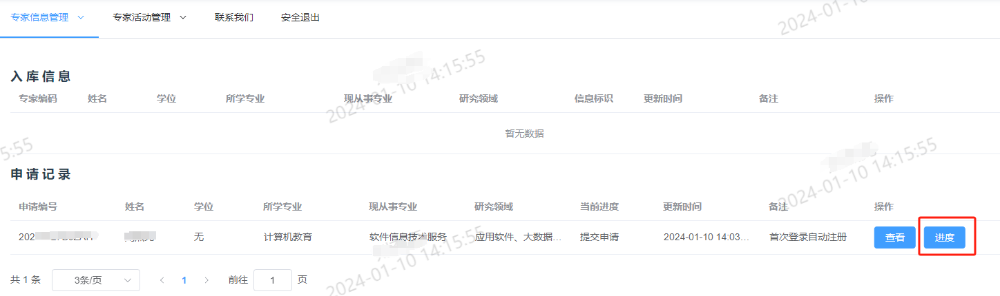 专家信息管理 专家活动管理 联系我们 安全退出
2024-01-10
2024-01-10 14:15:55
入库信息
专家编码 姓名 学位 所学专业 现从事专业 研究领域 信息标识 更新时间 备注 操作
暂无数据
5:55
2024-01-10 14:15:55
申请记录
申请编号 姓名 学位 所学专业 现从事专业 研究领域 当前进度 更新时间 备注 操作
202 无 计算机教育 软件信息技术服务 应用软件、大数据... 提交申请 2024-01-10 14:03... 首次登录自动注册 查看 进度
2024-01-10 14:15:55
共 1 条 3条/页 1 前往 1 页